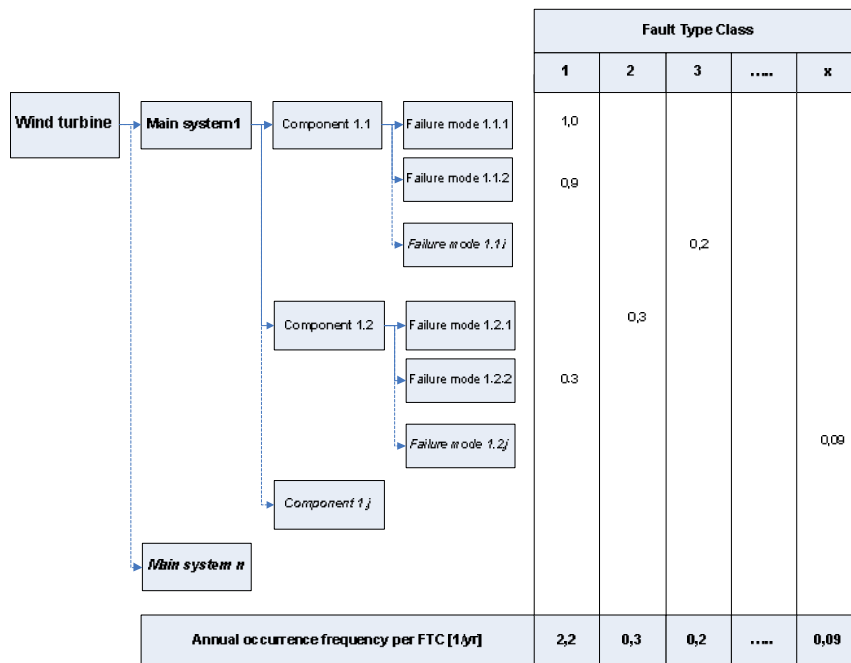 Fault Type Class
1 2 3 ..... x
Wind turbine Main system1 Component 1.1 Failure mode 1.1.1 1,0
Failure mode 1.1.2 0,9
Failure mode 1.1i 0,2
Component 1.2 Failure mode 1.2.1 0,3
Failure mode 1.2.2 0.3
Failure mode 1.2j 0,09
Component 1.j
Main system n
Annual occurrence frequency per FTC [1/yr] 2,2 0,3 0,2 ..... 0,09